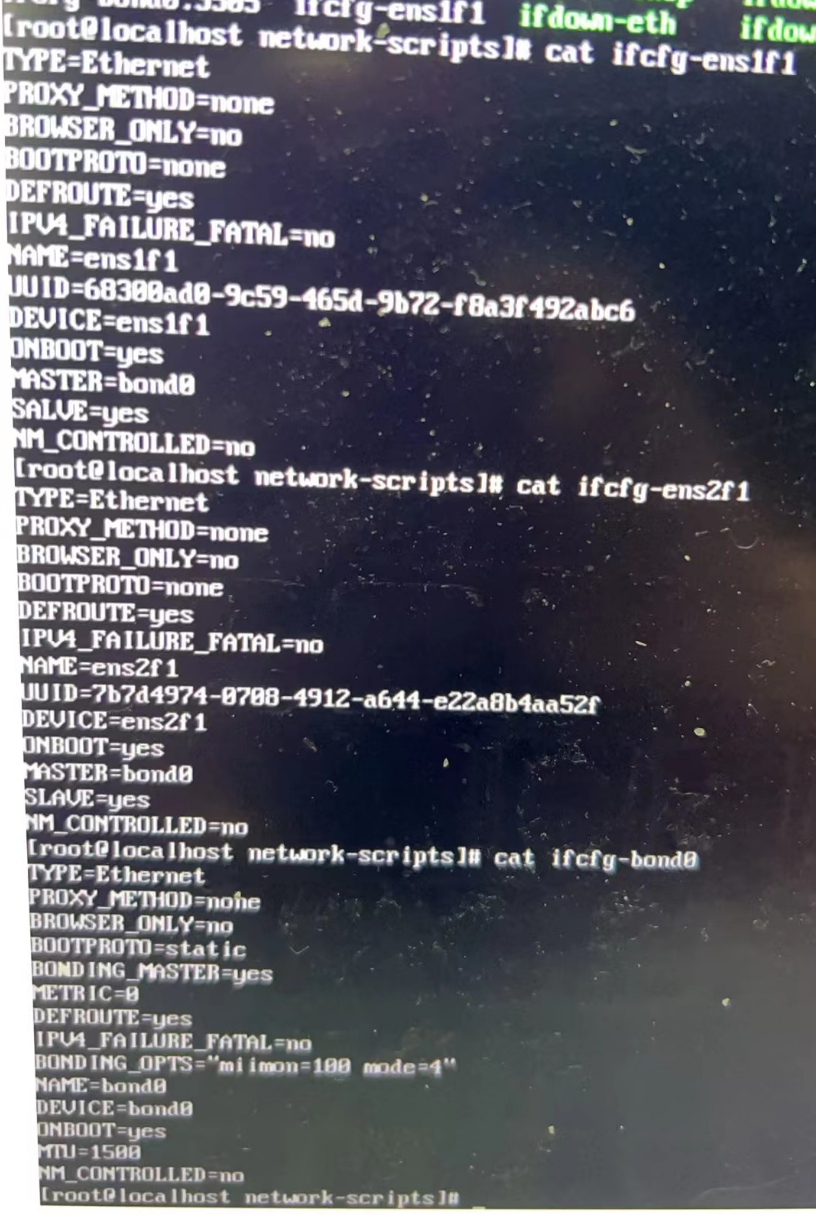 ifcfg-ens1f1 ifdown-eth
[root@localhost network-scripts]# cat ifcfg-ens1f1
TYPE=Ethernet
PROXY_METHOD=none
BROWSER_ONLY=no
BOOTPROTO=none
DEFROUTE=yes
IPV4_FAILURE_FATAL=no
NAME=ens1f1
UUID=68300ad0-9c59-465d-9b72-f8a3f492abc6
DEVICE=ens1f1
ONBOOT=yes
MASTER=bond0
SALVE=yes
NM_CONTROLLED=no
[root@localhost network-scripts]# cat ifcfg-ens2f1
TYPE=Ethernet
PROXY_METHOD=none
BROWSER_ONLY=no
BOOTPROTO=none
DEFROUTE=yes
IPV4_FAILURE_FATAL=no
NAME=ens2f1
UUID=7b7d4974-0708-4912-a644-e22a8b4aa52f
DEVICE=ens2f1
ONBOOT=yes
MASTER=bond0
SLAVE=yes
NM_CONTROLLED=no
[root@localhost network-scripts]# cat ifcfg-bond0
TYPE=Ethernet
PROXY_METHOD=none
BROWSER_ONLY=no
BOOTPROTO=static
BONDING_MASTER=yes
METRIC=0
DEFROUTE=yes
IPV4_FAILURE_FATAL=no
BONDING_OPTS="miimon=100 mode=4"
NAME=bond0
DEVICE=bond0
ONBOOT=yes
MTU=1500
NM_CONTROLLED=no
[root@localhost network-scripts]#